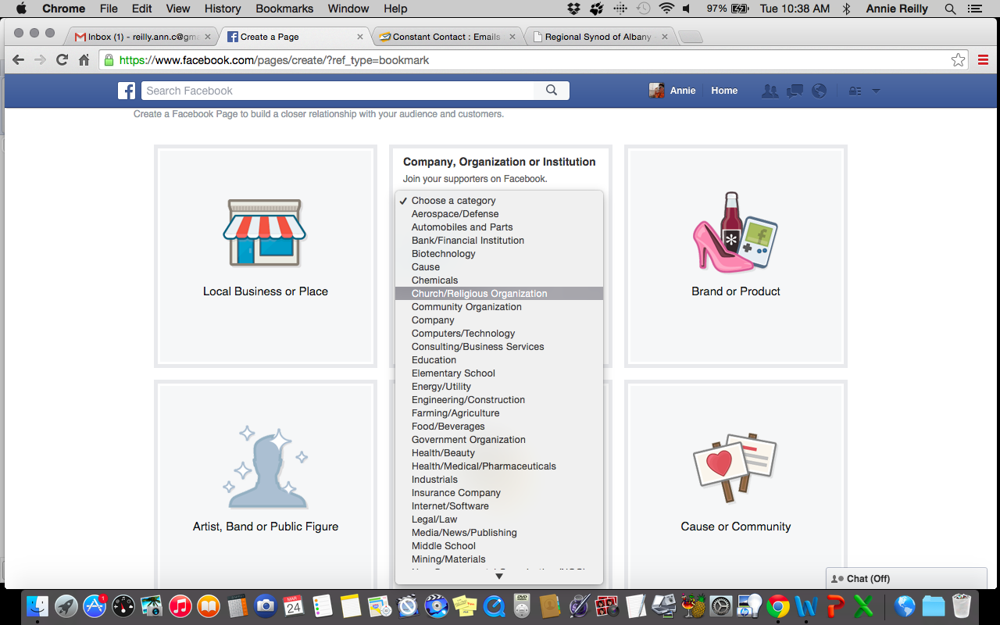 Chrome File Edit View History Bookmarks Window Help 97% Tue 10:38 AM Annie Reilly
Inbox (1) - reilly.ann.c@gma Create a Page Constant Contact : Emails Regional Synod of Albany
https://www.facebook.com/pages/create/?ref_type=bookmark
Search Facebook Annie Home
Create a Facebook Page to build a closer relationship with your audience and customers.
Company, Organization or Institution
Join your supporters on Facebook.
Choose a category
Aerospace/Defense
Automobiles and Parts
Bank/Financial Institution
Biotechnology
Cause
Chemicals
Church/Religious Organization
Community Organization
Company
Computers/Technology
Consulting/Business Services
Education
Elementary School
Energy/Utility
Engineering/Construction
Farming/Agriculture
Food/Beverages
Government Organization
Health/Beauty
Health/Medical/Pharmaceuticals
Industrials
Insurance Company
Internet/Software
Legal/Law
Media/News/Publishing
Middle School
Mining/Materials
Local Business or Place
Brand or Product
Artist, Band or Public Figure
Cause or Community
Chat (Off)
1
MAR
24